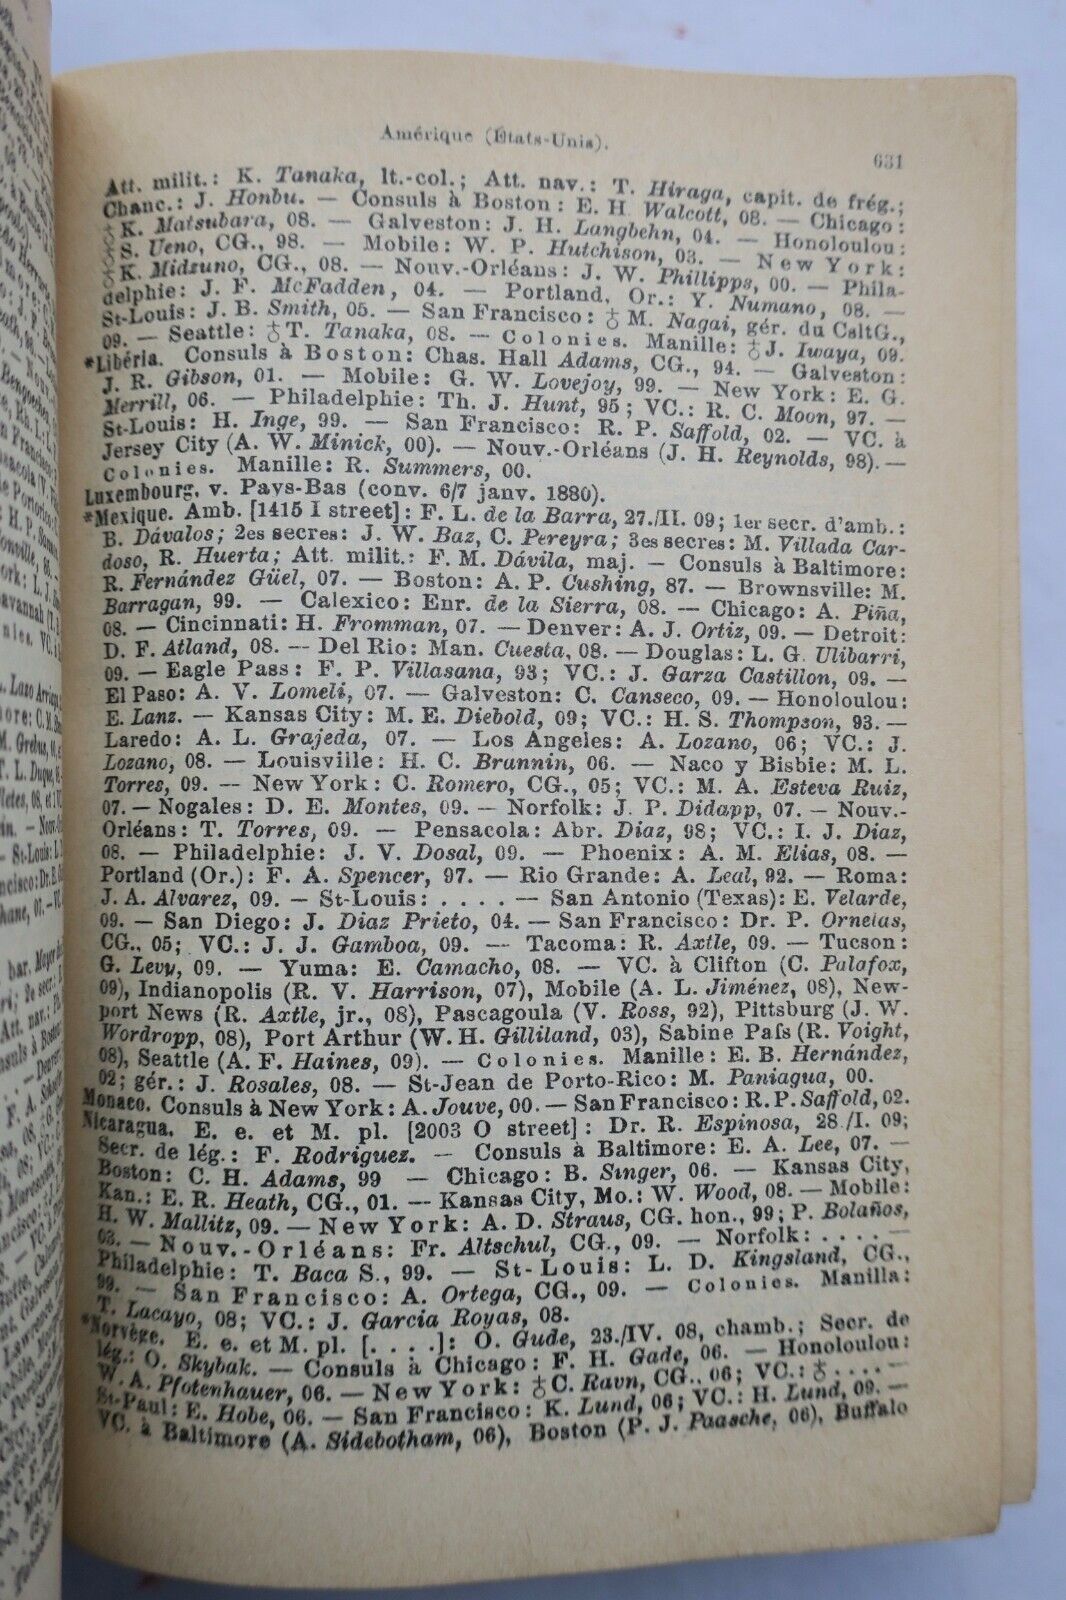 Amérique (États-Unis).
631
Att. milit.: K. Tanaka, lt.-col.; Att. nav.: T. Hiraga, capit. de frég.;
Chanc.: J. Honbu. — Consuls à Boston: E. H. Walcott, 08. — Chicago:
♁ K. Matsubara, 08. — Galveston: J. H. Langbehn, 04. — Honoloulou:
♁ S. Ueno, CG., 98. — Mobile: W. P. Hutchison, 03. — New York:
♁ K. Midzuno, CG., 08. — Nouv.-Orléans: J. W. Phillipps, 00. — Phila-
delphie: J. F. McFadden, 04. — Portland, Or.: Y. Numano, 08. —
St-Louis: J. B. Smith, 05. — San Francisco: ♁ M. Nagai, gér. du CsltG.,
09. — Seattle: ♁ T. Tanaka, 08. — Colonies. Manille: ♁ J. Iwaya, 09.
*Libéria. Consuls à Boston: Chas. Hall Adams, CG., 94. — Galveston:
J. R. Gibson, 01. — Mobile: G. W. Lovejoy, 99. — New York: E. G.
Merrill, 06. — Philadelphie: Th. J. Hunt, 95; VC.: R. C. Moon, 97. —
St-Louis: H. Inge, 99. — San Francisco: R. P. Saffold, 02. — VC. à
Jersey City (A. W. Minick, 00). — Nouv.-Orléans (J. H. Reynolds, 98). —
Colonies. Manille: R. Summers, 00.
Luxembourg. v. Pays-Bas (conv. 6/7 janv. 1880).
*Mexique. Amb. [1415 I street]: F. L. de la Barra, 27./II. 09; 1er secr. d'amb.:
B. Dávalos; 2es secres: J. W. Baz, C. Pereyra; 3es secres: M. Villada Car-
doso, R. Huerta; Att. milit.: F. M. Dávila, maj. — Consuls à Baltimore:
R. Fernández Güel, 07. — Boston: A. P. Cushing, 87. — Brownsville: M.
Barragan, 99. — Calexico: Enr. de la Sierra, 08. — Chicago: A. Piña,
08. — Cincinnati: H. Fromman, 07. — Denver: A. J. Ortiz, 09. — Detroit:
D. F. Atland, 08. — Del Rio: Man. Cuesta, 08. — Douglas: L. G. Ulibarri,
09. — Eagle Pass: F. P. Villasana, 93; VC.: J. Garza Castillon, 09. —
El Paso: A. V. Lomeli, 07. — Galveston: C. Canseco, 09. — Honoloulou:
E. Lanz. — Kansas City: M. E. Diebold, 09; VC.: H. S. Thompson, 93. —
Laredo: A. L. Grajeda, 07. — Los Angeles: A. Lozano, 06; VC.: J.
Lozano, 08. — Louisville: H. C. Brannin, 06. — Naco y Bisbie: M. L.
Torres, 09. — New York: C. Romero, CG., 05; VC.: M. A. Esteva Ruiz,
07. — Nogales: D. E. Montes, 09. — Norfolk: J. P. Didapp, 07. — Nouv.-
Orléans: T. Torres, 09. — Pensacola: Abr. Diaz, 98; VC.: I. J. Diaz,
08. — Philadelphie: J. V. Dosal, 09. — Phoenix: A. M. Elias, 08. —
Portland (Or.): F. A. Spencer, 97. — Rio Grande: A. Leal, 92. — Roma:
J. A. Alvarez, 09. — St-Louis: . . . . — San Antonio (Texas): E. Velarde,
09. — San Diego: J. Diaz Prieto, 04. — San Francisco: Dr. P. Ornelas,
CG., 05; VC.: J. J. Gamboa, 09. — Tacoma: R. Axtle, 09. — Tucson:
G. Levy, 09. — Yuma: E. Camacho, 08. — VC. à Clifton (C. Palafox,
09), Indianopolis (R. V. Harrison, 07), Mobile (A. L. Jiménez, 08), New-
port News (R. Axtle, jr., 08), Pascagoula (V. Ross, 92), Pittsburg (J. W.
Wordropp, 08), Port Arthur (W. H. Gilliland, 03), Sabine Pass (R. Voight,
08), Seattle (A. F. Haines, 09). — Colonies. Manille: E. B. Hernández,
02; gér.: J. Rosales, 08. — St-Jean de Porto-Rico: M. Paniagua, 00.
Monaco. Consuls à New York: A. Jouve, 00. — San Francisco: R. P. Saffold, 02.
Nicaragua. E. e. et M. pl. [2003 O street]: Dr. R. Espinosa, 28./I. 09;
Secr. de lég.: F. Rodriguez. — Consuls à Baltimore: E. A. Lee, 07. —
Boston: C. H. Adams, 99 — Chicago: B. Singer, 06. — Kansas City,
Kan.: E. R. Heath, CG., 01. — Kansas City, Mo.: W. Wood, 08. — Mobile:
H. W. Mallitz, 09. — New York: A. D. Straus, CG. hon., 99; P. Bolaños,
03. — Nouv.-Orléans: Fr. Altschul, CG., 09. — Norfolk: . . . . —
Philadelphie: T. Baca S., 99. — St-Louis: L. D. Kingsland, CG.,
99. — San Francisco: A. Ortega, CG., 09. — Colonies. Manilla:
T. Lacayo, 08; VC.: J. Garcia Royas, 08.
*Norvège. E. e. et M. pl. [. . . .]: O. Gude, 23./IV. 08, chamb.; Secr. de
lég.: O. Skybak. — Consuls à Chicago: F. H. Gade, 06. — Honoloulou:
W. A. Pfotenhauer, 06. — New York: ♁ C. Ravn, CG., 06; VC.: ♁ . . . . —
St-Paul: E. Hobe, 06. — San Francisco: K. Lund, 06; VC.: H. Lund, 09. —
VC. à Baltimore (A. Sidebotham, 06), Boston (P. J. Paasche, 06), Buffalo